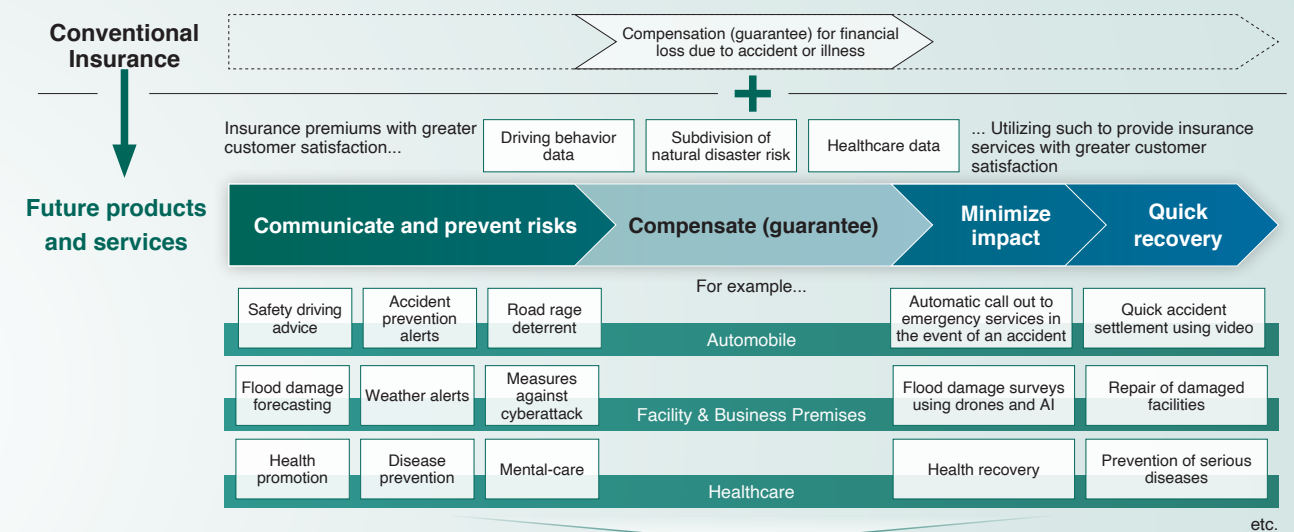 Conventional
Insurance
Compensation (guarantee) for financial
loss due to accident or illness
Insurance premiums with greater
customer satisfaction...
Driving behavior
data
Subdivision of
natural disaster risk
Healthcare data
... Utilizing such to provide insurance
services with greater customer
satisfaction
Future products
and services
Communicate and prevent risks
Compensate (guarantee)
Minimize
impact
Quick
recovery
For example...
Safety driving
advice
Accident
prevention
alerts
Road rage
deterrent
Automobile
Automatic call out to
emergency services in
the event of an accident
Quick accident
settlement using video
Flood damage
forecasting
Weather alerts
Measures
against
cyberattack
Facility & Business Premises
Flood damage surveys
using drones and AI
Repair of damaged
facilities
Health
promotion
Disease
prevention
Mental-care
Healthcare
Health recovery
Prevention of serious
diseases
etc.